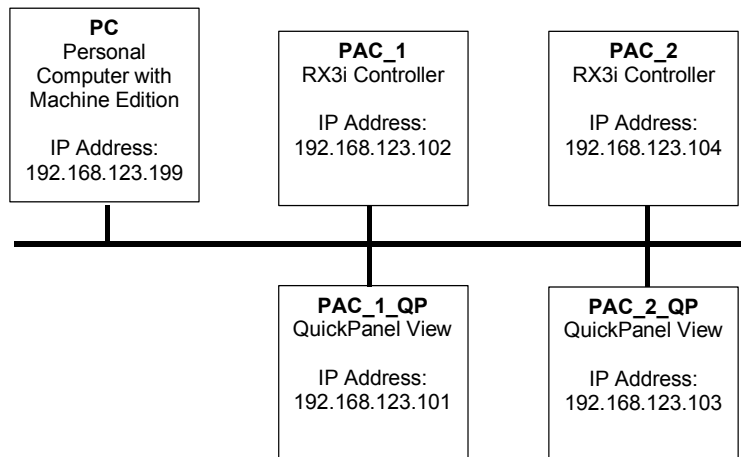 PC
Personal
Computer with
Machine Edition
IP Address:
192.168.123.199
PAC_1
RX3i Controller
IP Address:
192.168.123.102
PAC_2
RX3i Controller
IP Address:
192.168.123.104
PAC_1_QP
QuickPanel View
IP Address:
192.168.123.101
PAC_2_QP
QuickPanel View
IP Address:
192.168.123.103